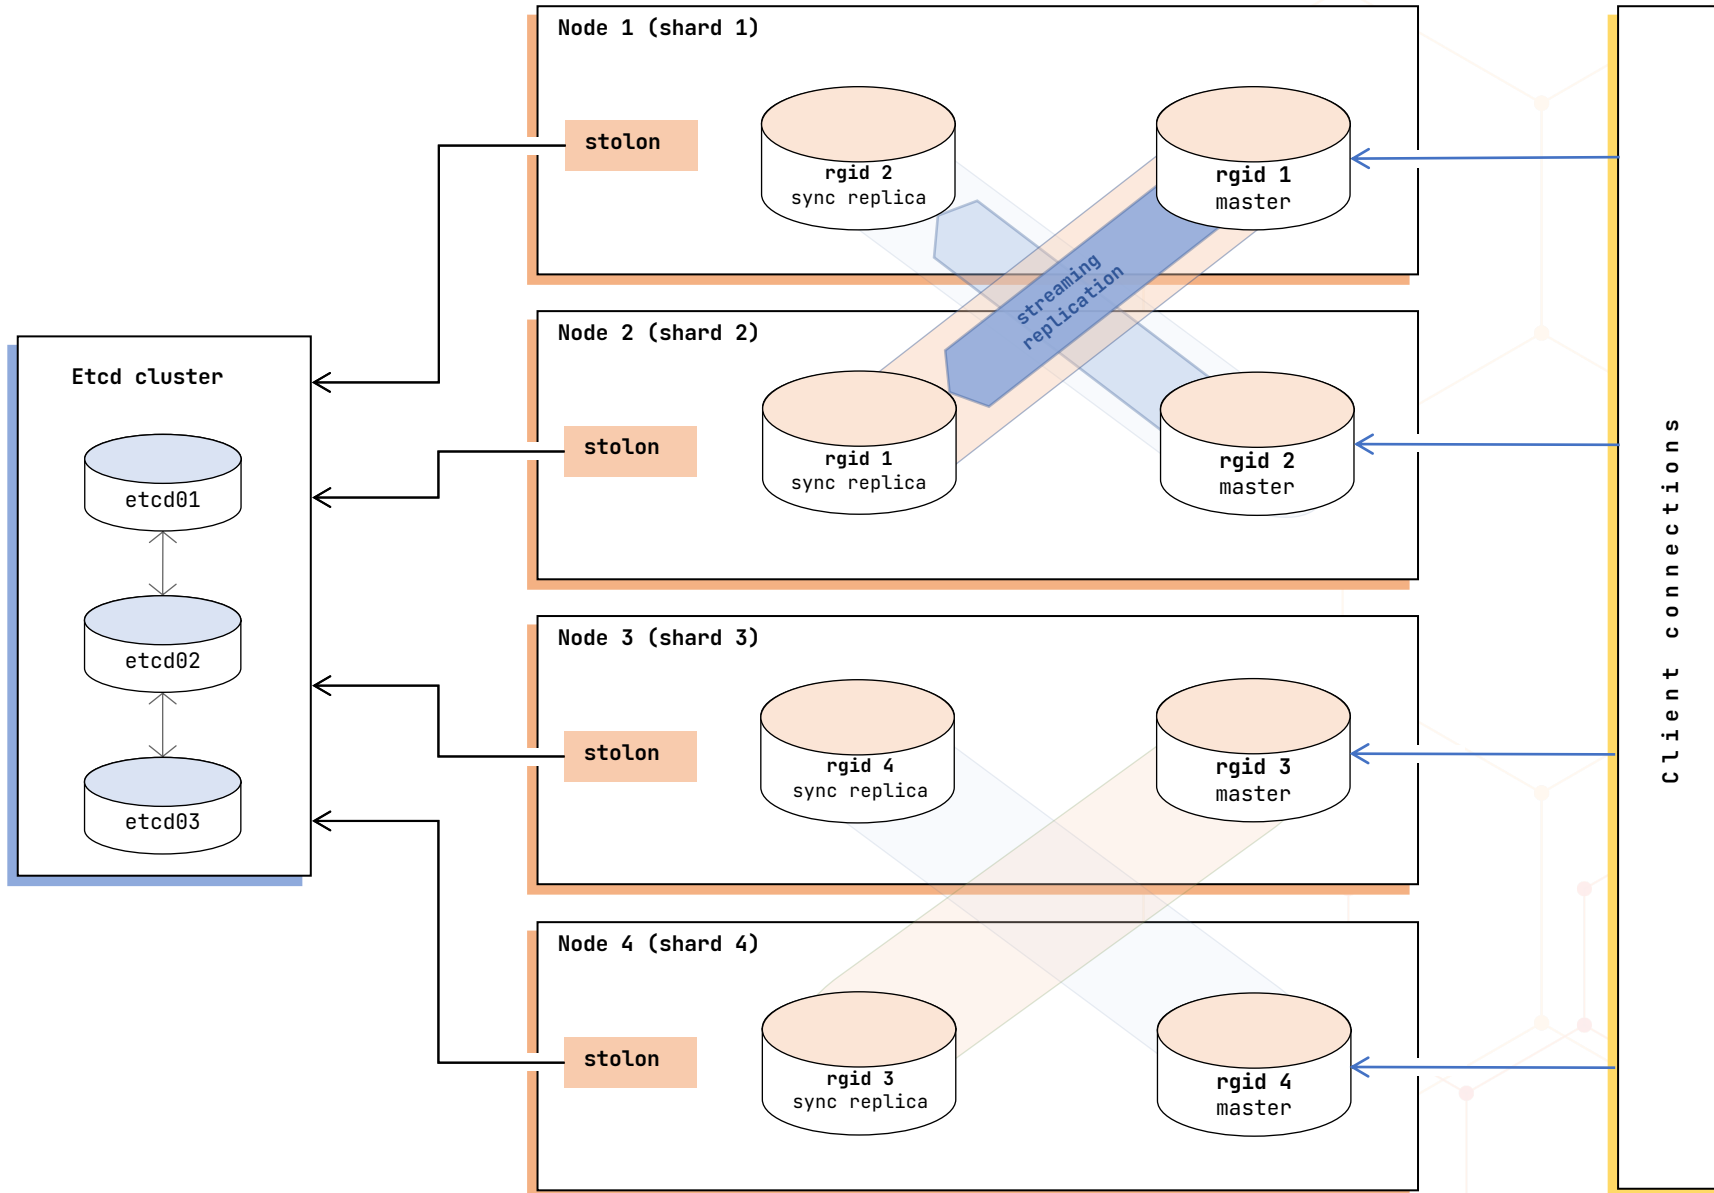 Node 1 (shard 1)
stolon
rgid 2
sync replica
rgid 1
master
streaming
replication
Node 2 (shard 2)
stolon
rgid 1
sync replica
rgid 2
master
Etcd cluster
etcd01
etcd02
etcd03
Node 3 (shard 3)
stolon
rgid 4
sync replica
rgid 3
master
Node 4 (shard 4)
stolon
rgid 3
sync replica
rgid 4
master
Client connections